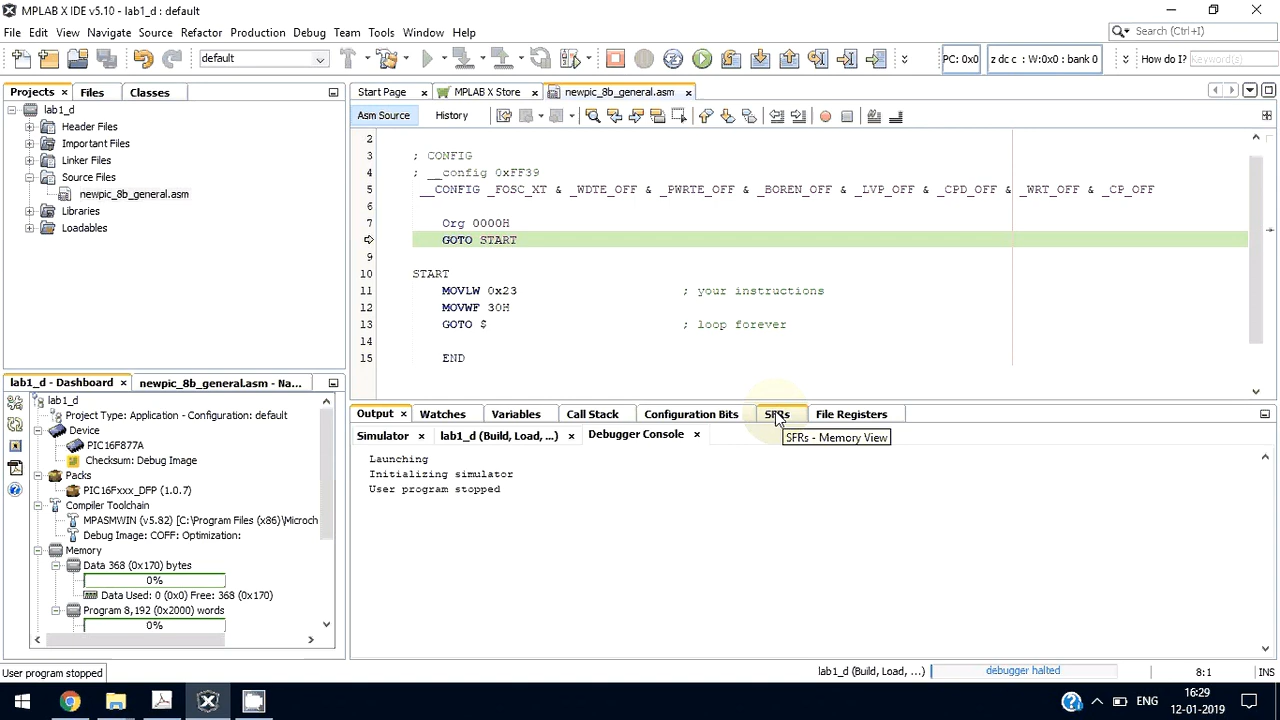 MPLAB X IDE v5.10 - lab1_d : default
File Edit View Navigate Source Refactor Production Debug Team Tools Window Help
Search (Ctrl+I)
default
PC: 0x0
z dc c : W:0x0 : bank 0
How do I?
Keyword(s)
Projects Files Classes
Start Page MPLAB X Store newpic_8b_general.asm
lab1_d
Header Files
Important Files
Linker Files
Source Files
newpic_8b_general.asm
Libraries
Loadables
Asm Source History
2
3 ; CONFIG
4 ; __config 0xFF39
5 __CONFIG _FOSC_XT & _WDTE_OFF & _PWRTE_OFF & _BOREN_OFF & _LVP_OFF & _CPD_OFF & _WRT_OFF & _CP_OFF
6
7 Org 0000H
GOTO START
9
10 START
11 MOVLW 0x23 ; your instructions
12 MOVWF 30H
13 GOTO $ ; loop forever
14
15 END
lab1_d - Dashboard newpic_8b_general.asm - Na...
lab1_d
Project Type: Application - Configuration: default
Device
PIC16F877A
Checksum: Debug Image
Packs
PIC16Fxxx_DFP (1.0.7)
Compiler Toolchain
MPASMWIN (v5.82) [C:\Program Files (x86)\Microch
Debug Image: COFF: Optimization:
Memory
Data 368 (0x170) bytes
0%
Data Used: 0 (0x0) Free: 368 (0x170)
Program 8,192 (0x2000) words
0%
Output Watches Variables Call Stack Configuration Bits SFRs File Registers
Simulator lab1_d (Build, Load, ...) Debugger Console
SFRs - Memory View
Launching
Initializing simulator
User program stopped
User program stopped
lab1_d (Build, Load, ...)
debugger halted
8:1
INS
ENG
16:29
12-01-2019